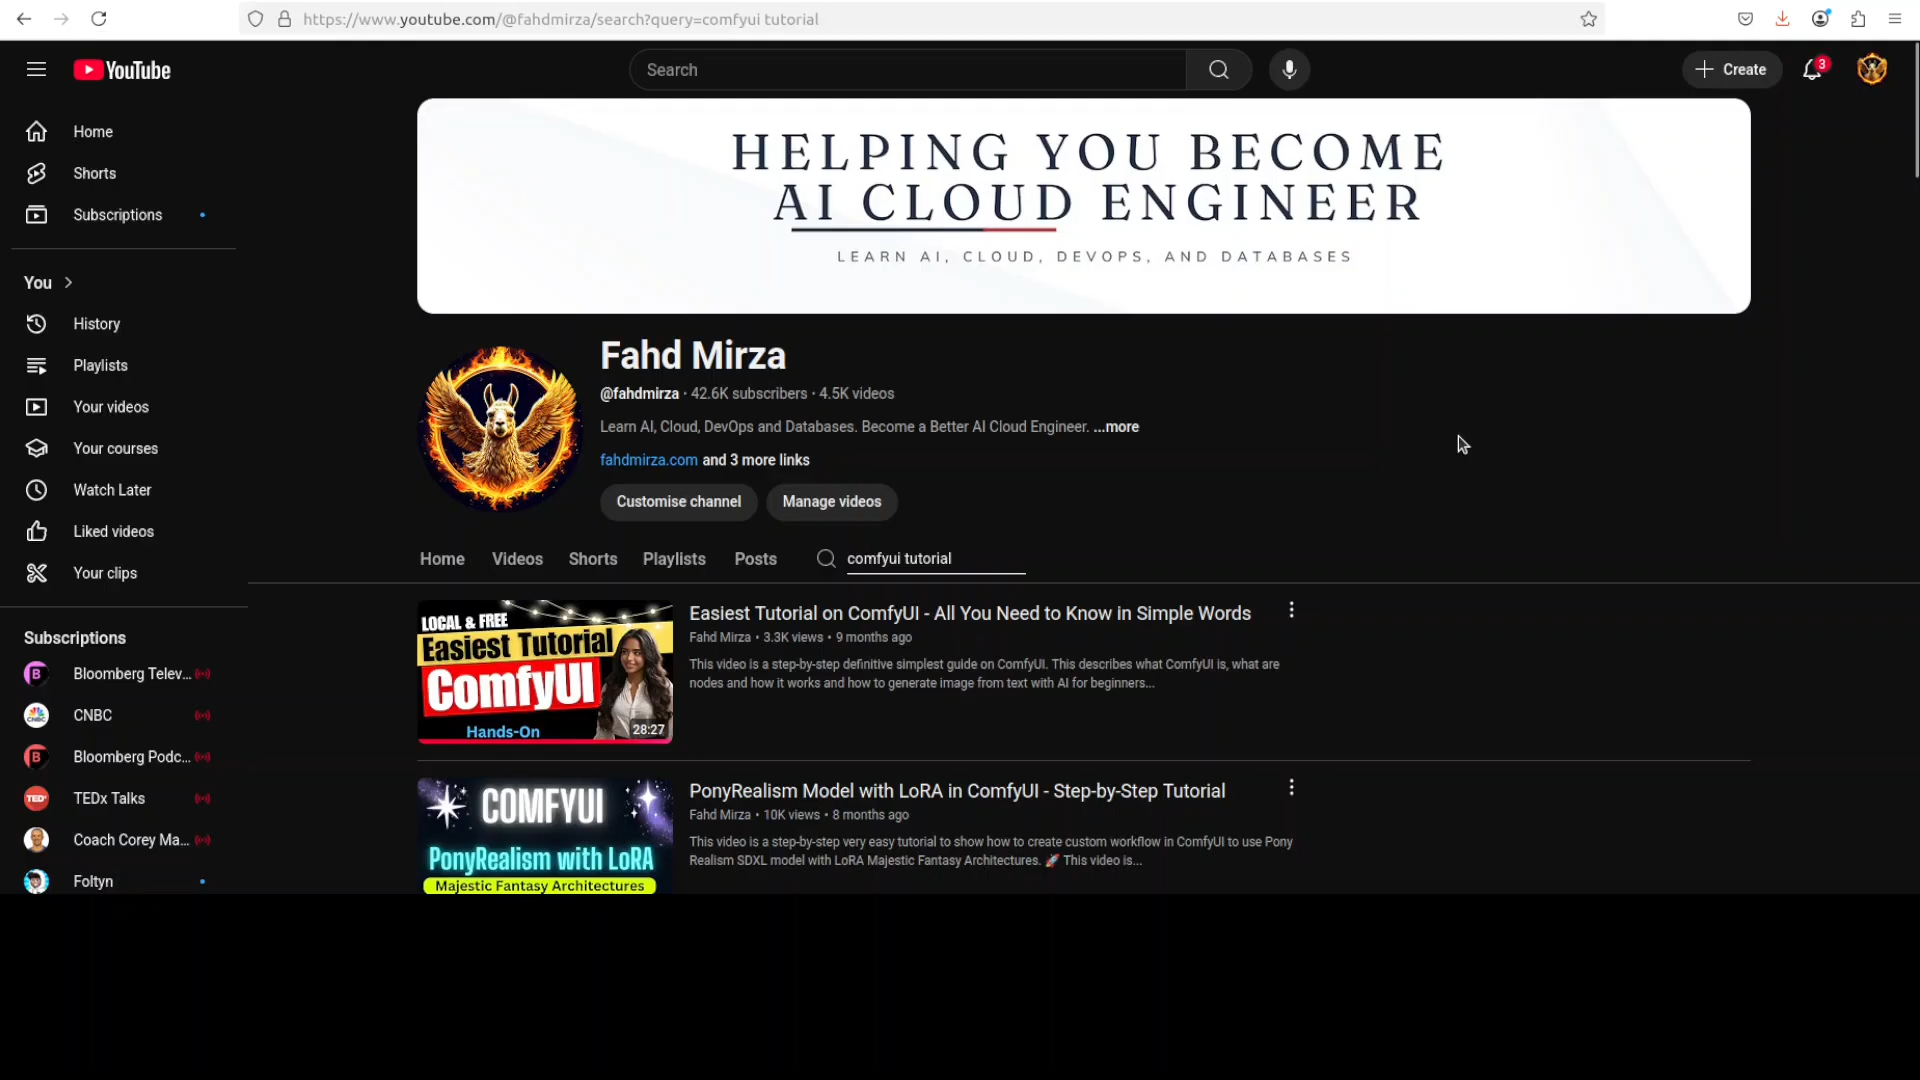 https://www.youtube.com/@fahdmirza/search?query=comfyui tutorial
YouTube
Search
Create
3
Home
Shorts
Subscriptions
You
History
Playlists
Your videos
Your courses
Watch Later
Liked videos
Your clips
Subscriptions
Bloomberg Telev...
CNBC
Bloomberg Podc...
TEDx Talks
Coach Corey Ma...
Foltyn
HELPING YOU BECOME
AI CLOUD ENGINEER
LEARN AI, CLOUD, DEVOPS, AND DATABASES
Fahd Mirza
@fahdmirza · 42.6K subscribers · 4.5K videos
Learn AI, Cloud, DevOps and Databases. Become a Better AI Cloud Engineer. ...more
fahdmirza.com and 3 more links
Customise channel Manage videos
Home Videos Shorts Playlists Posts comfyui tutorial
LOCAL & FREE
Easiest Tutorial
ComfyUI
Hands-On
28:27
Easiest Tutorial on ComfyUI - All You Need to Know in Simple Words
Fahd Mirza • 3.3K views • 9 months ago
This video is a step-by-step definitive simplest guide on ComfyUI. This describes what ComfyUI is, what are
nodes and how it works and how to generate image from text with AI for beginners...
COMFYUI
PonyRealism with LoRA
Majestic Fantasy Architectures
PonyRealism Model with LoRA in ComfyUI - Step-by-Step Tutorial
Fahd Mirza • 10K views • 8 months ago
This video is a step-by-step very easy tutorial to show how to create custom workflow in ComfyUI to use Pony
Realism SDXL model with LoRA Majestic Fantasy Architectures. 🚀 This video is...